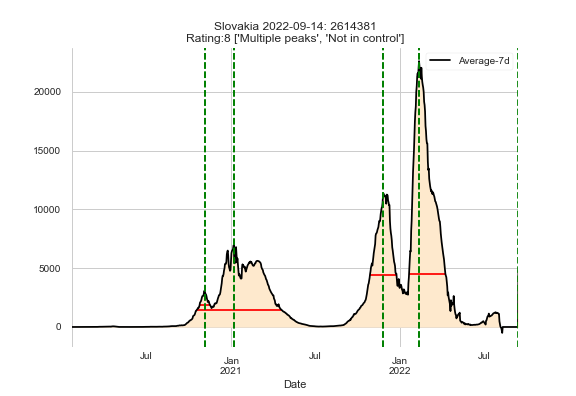 Slovakia 2022-09-14: 2614381
Rating:8 ['Multiple peaks', 'Not in control']
Average-7d
20000
15000
10000
5000
0
Jul
Jan
2021
Jul
Jan
2022
Jul
Date